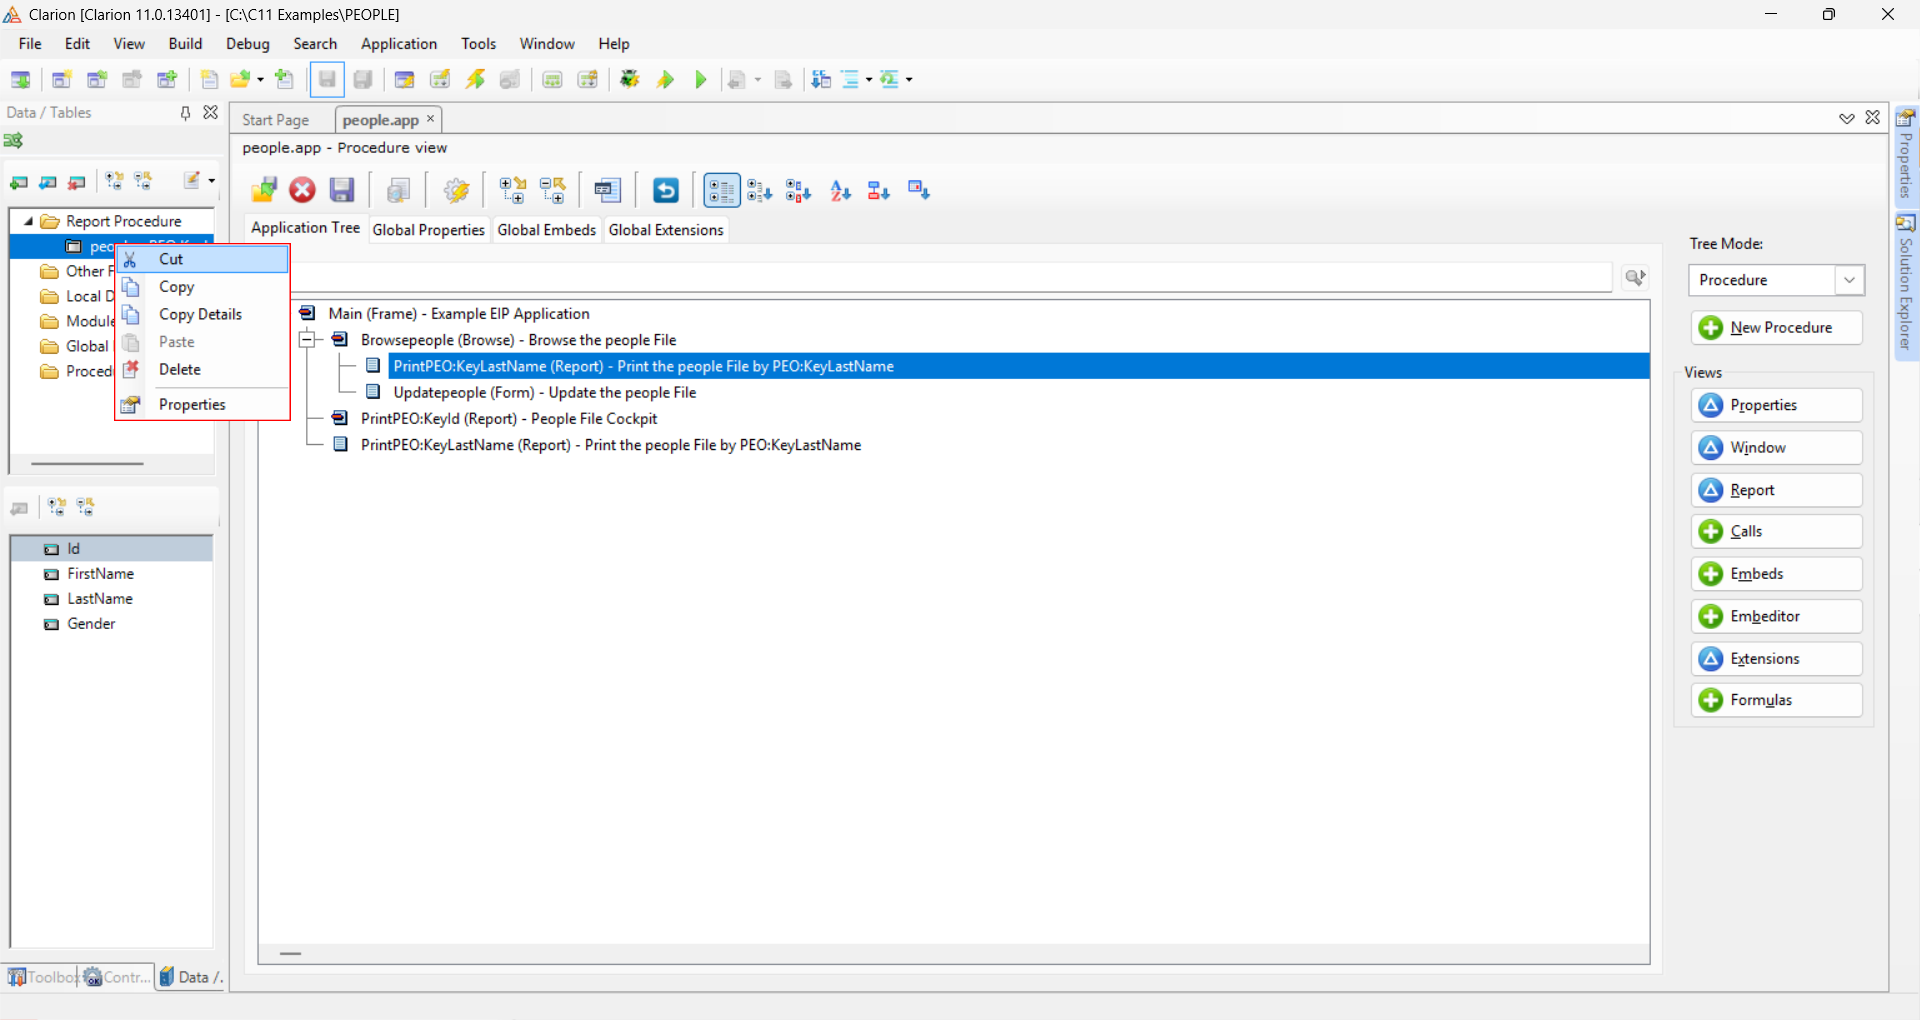 Clarion [Clarion 11.0.13401] - [C:\C11 Examples\PEOPLE]
File Edit View Build Debug Search Application Tools Window Help
Data / Tables
Start Page
people.app
people.app - Procedure view
Application Tree
Global Properties
Global Embeds
Global Extensions
Report Procedure
Other
Local D
Module
Global
Proced
Cut
Copy
Copy Details
Paste
Delete
Properties
Id
FirstName
LastName
Gender
Toolbox
Contr...
Data /.
Main (Frame) - Example EIP Application
Browsepeople (Browse) - Browse the people File
PrintPEO:KeyLastName (Report) - Print the people File by PEO:KeyLastName
Updatepeople (Form) - Update the people File
PrintPEO:KeyId (Report) - People File Cockpit
PrintPEO:KeyLastName (Report) - Print the people File by PEO:KeyLastName
Tree Mode:
Procedure
New Procedure
Views
Properties
Window
Report
Calls
Embeds
Embeditor
Extensions
Formulas
Properties
Solution Explorer